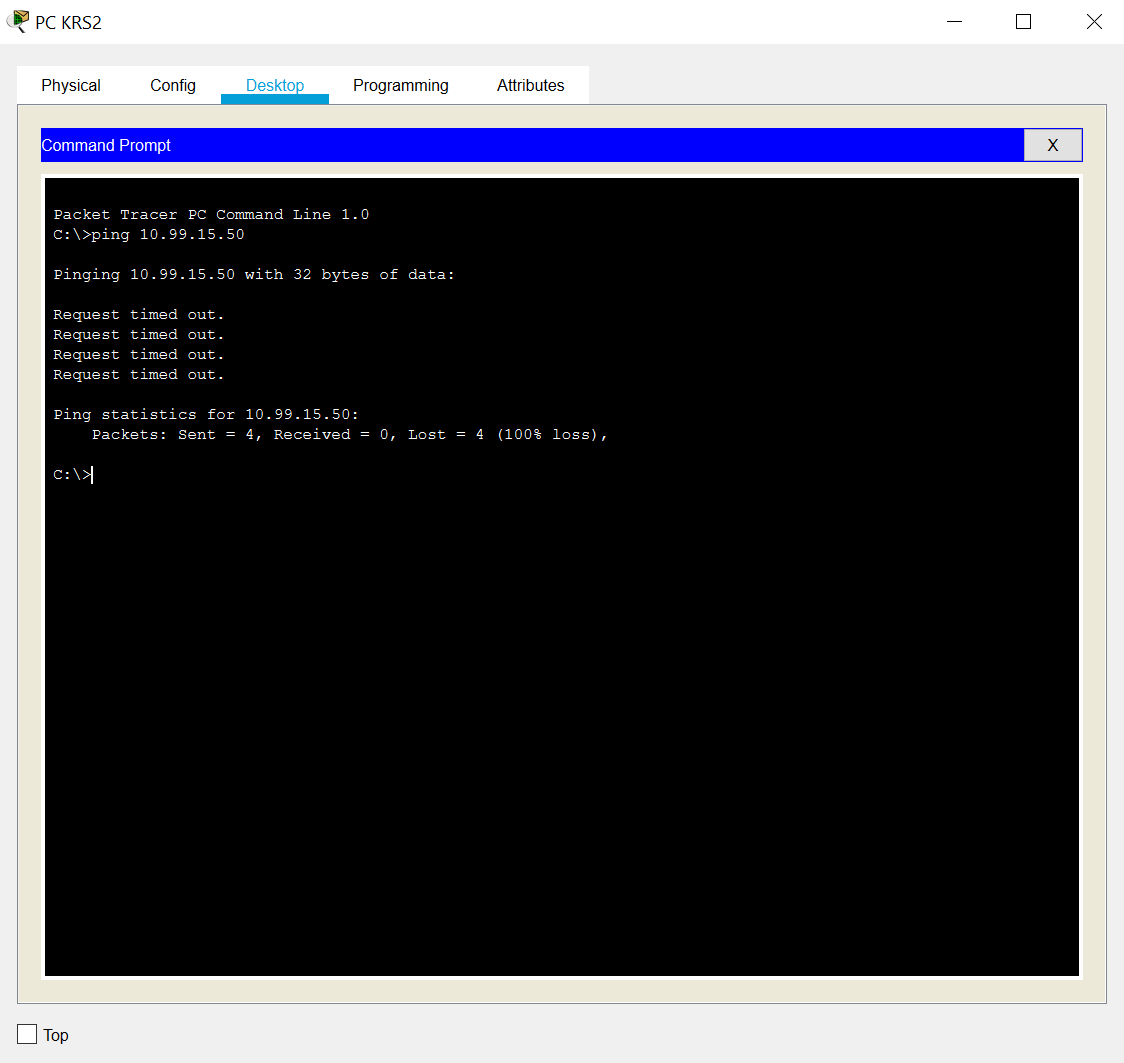 PC KRS2
Physical Config Desktop Programming Attributes
Command Prompt X
Packet Tracer PC Command Line 1.0
C:\>ping 10.99.15.50
Pinging 10.99.15.50 with 32 bytes of data:
Request timed out.
Request timed out.
Request timed out.
Request timed out.
Ping statistics for 10.99.15.50:
    Packets: Sent = 4, Received = 0, Lost = 4 (100% loss),
C:\>
Top